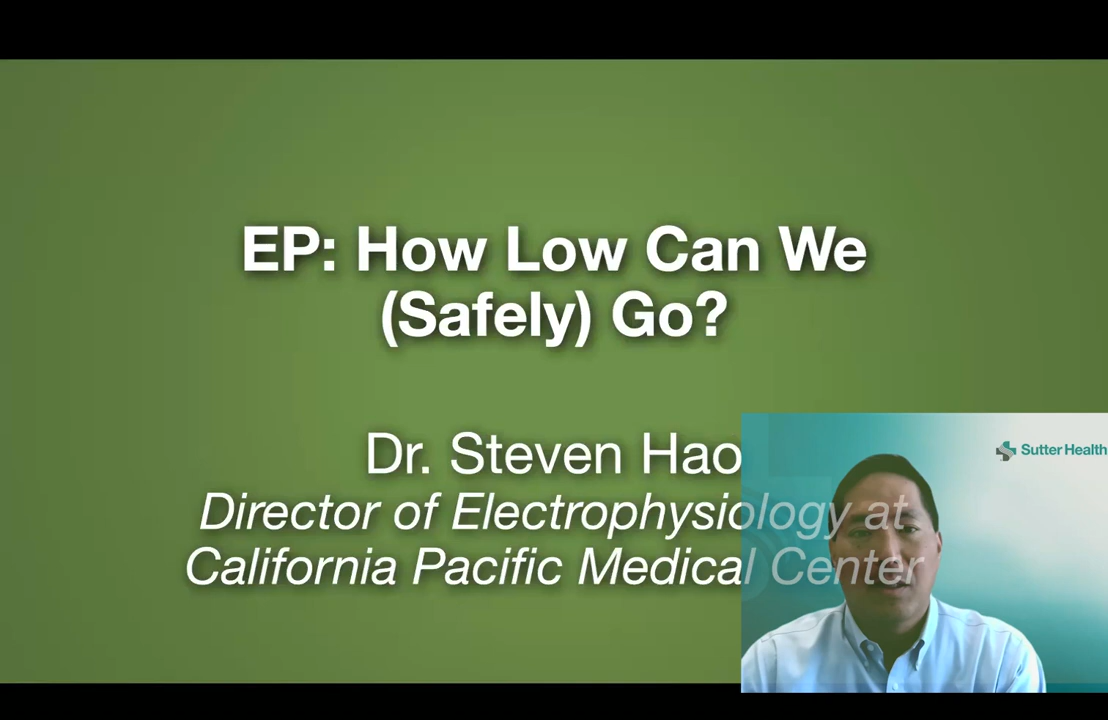 EP: How Low Can We
(Safely) Go?
Dr. Steven Hao
Director of Electrophysiology at
California Pacific Medical Center
Sutter Health